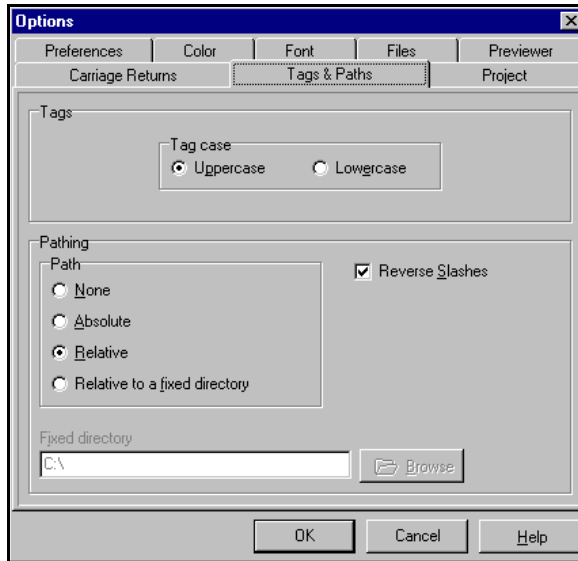 Options
Preferences Color Font Files Previewer
Carriage Returns Tags & Paths Project
Tags
Tag case
Uppercase Lowercase
Pathing
Path
Reverse Slashes
None
Absolute
Relative
Relative to a fixed directory
Fixed directory
C:\ Browse
OK Cancel Help